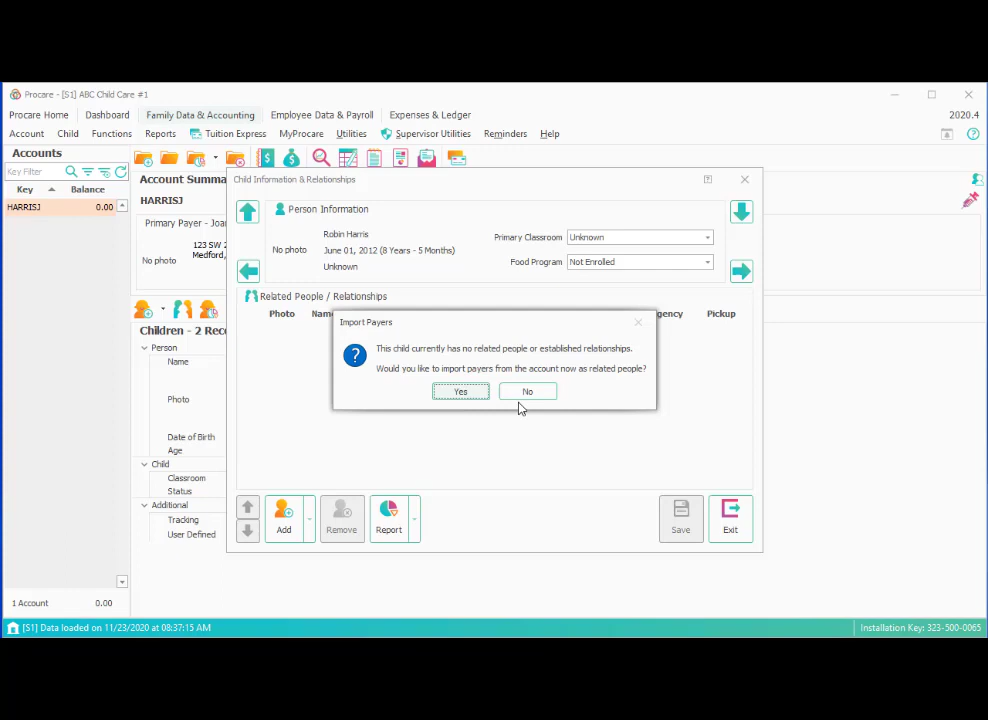 Procare - [S1] ABC Child Care #1
Procare Home Dashboard Family Data & Accounting Employee Data & Payroll Expenses & Ledger 2020.4
Account Child Functions Reports Tuition Express MyProcare Utilities Supervisor Utilities Reminders Help
Accounts
Key Filter
Key Balance
HARRISJ 0.00
1 Account 0.00
Account Summa
HARRISJ
Primary Payer - Joa
123 SW 2
Medford,
No photo
Children - 2 Rec
Person
Name
Photo
Date of Birth
Age
Child
Classroom
Status
Additional
Tracking
User Defined
Child Information & Relationships
Person Information
No photo
Robin Harris
June 01, 2012 (8 Years - 5 Months)
Unknown
Primary Classroom Unknown
Food Program Not Enrolled
Related People / Relationships
Photo Nam gency Pickup
Import Payers
This child currently has no related people or established relationships.
Would you like to import payers from the account now as related people?
Yes No
Add Remove Report Save Exit
[S1] Data loaded on 11/23/2020 at 08:37:15 AM Installation Key: 323-500-0065